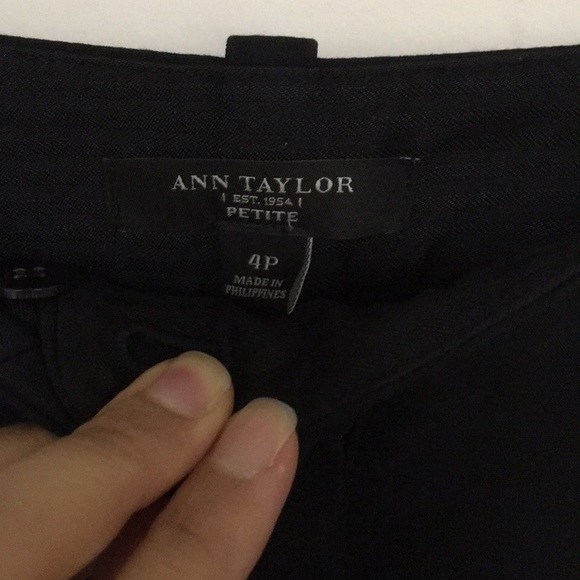 ANN TAYLOR
| EST. 1954 |
PETITE
4P
MADE IN
PHILIPPINES